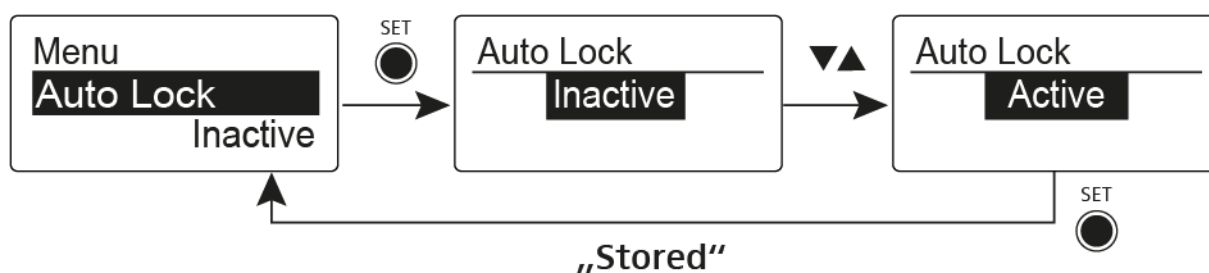 Menu
Auto Lock
Inactive
SET
Auto Lock
Inactive
▼▲
Auto Lock
Active
SET
„Stored“